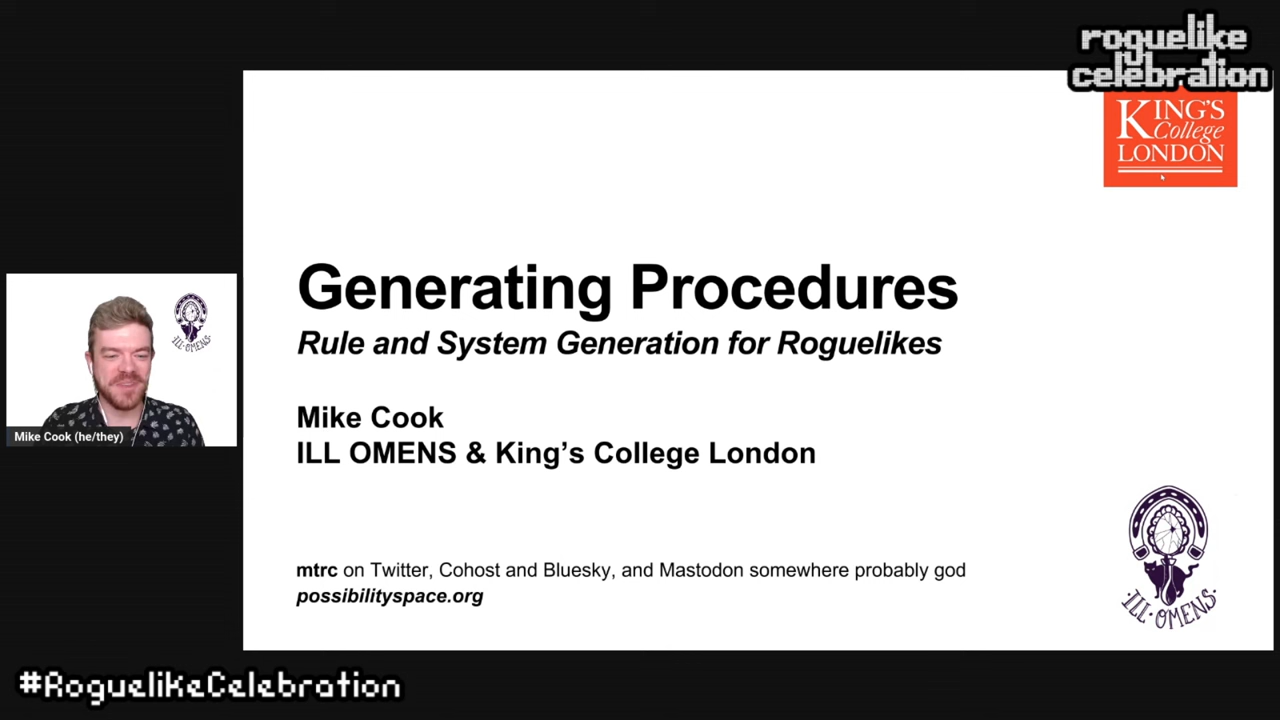 roguelike
celebration
KING'S
College
LONDON
Generating Procedures
Rule and System Generation for Roguelikes
Mike Cook
ILL OMENS & King's College London
ILL OMENS
Mike Cook (he/they)
mtrc on Twitter, Cohost and Bluesky, and Mastodon somewhere probably god
possibilityspace.org
·ILL·OMENS·
#RoguelikeCelebration